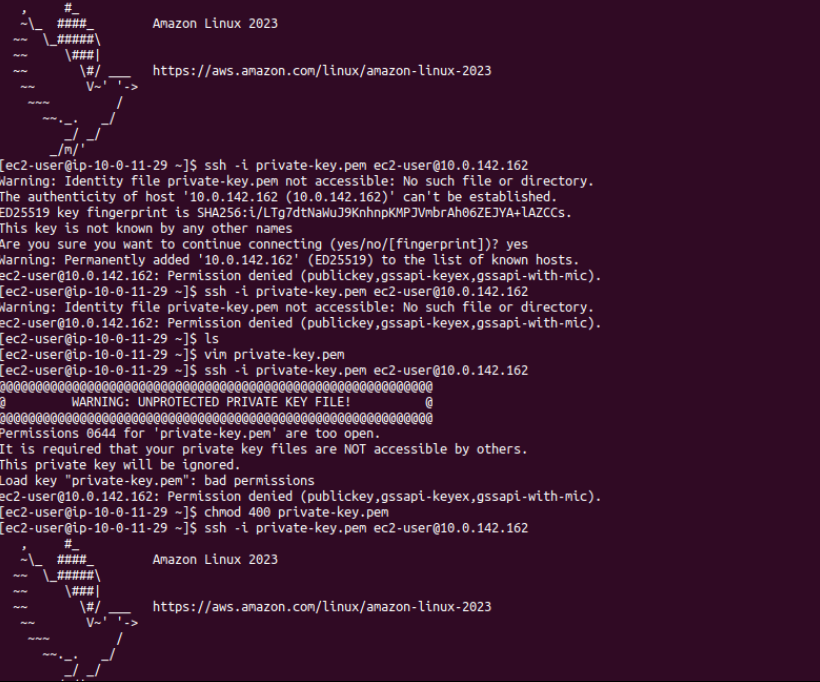 ,     #_
   ~\_  ####_        Amazon Linux 2023
  ~~  \_#####\
  ~~     \###|
  ~~       \#/ ___   https://aws.amazon.com/linux/amazon-linux-2023
   ~~       V~' '->
    ~~~         /
      ~~._.   _/
         _/ _/
       _/m/'
[ec2-user@ip-10-0-11-29 ~]$ ssh -i private-key.pem ec2-user@10.0.142.162
Warning: Identity file private-key.pem not accessible: No such file or directory.
The authenticity of host '10.0.142.162 (10.0.142.162)' can't be established.
ED25519 key fingerprint is SHA256:i/LTg7dtNaWuJ9KnhnpKMPJVmbrAh06ZEJYA+lAZCCs.
This key is not known by any other names
Are you sure you want to continue connecting (yes/no/[fingerprint])? yes
Warning: Permanently added '10.0.142.162' (ED25519) to the list of known hosts.
ec2-user@10.0.142.162: Permission denied (publickey,gssapi-keyex,gssapi-with-mic).
[ec2-user@ip-10-0-11-29 ~]$ ssh -i private-key.pem ec2-user@10.0.142.162
Warning: Identity file private-key.pem not accessible: No such file or directory.
ec2-user@10.0.142.162: Permission denied (publickey,gssapi-keyex,gssapi-with-mic).
[ec2-user@ip-10-0-11-29 ~]$ ls
[ec2-user@ip-10-0-11-29 ~]$ vim private-key.pem
[ec2-user@ip-10-0-11-29 ~]$ ssh -i private-key.pem ec2-user@10.0.142.162
@@@@@@@@@@@@@@@@@@@@@@@@@@@@@@@@@@@@@@@@@@@@@@@@@@@@@@@@@@@
@         WARNING: UNPROTECTED PRIVATE KEY FILE!          @
@@@@@@@@@@@@@@@@@@@@@@@@@@@@@@@@@@@@@@@@@@@@@@@@@@@@@@@@@@@
Permissions 0644 for 'private-key.pem' are too open.
It is required that your private key files are NOT accessible by others.
This private key will be ignored.
Load key "private-key.pem": bad permissions
ec2-user@10.0.142.162: Permission denied (publickey,gssapi-keyex,gssapi-with-mic).
[ec2-user@ip-10-0-11-29 ~]$ chmod 400 private-key.pem
[ec2-user@ip-10-0-11-29 ~]$ ssh -i private-key.pem ec2-user@10.0.142.162
   ,     #_
   ~\_  ####_        Amazon Linux 2023
  ~~  \_#####\
  ~~     \###|
  ~~       \#/ ___   https://aws.amazon.com/linux/amazon-linux-2023
   ~~       V~' '->
    ~~~         /
      ~~._.   _/
         _/ _/